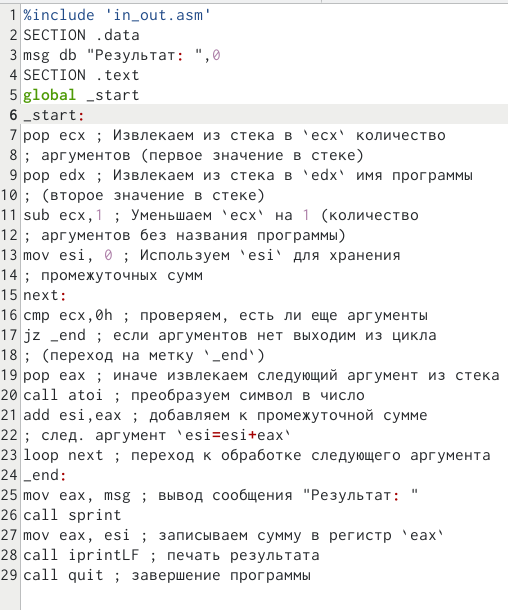 1 %include 'in_out.asm'
2 SECTION .data
3 msg db "Результат: ",0
4 SECTION .text
5 global _start
6 _start:
7 pop ecx ; Извлекаем из стека в `ecx` количество
8 ; аргументов (первое значение в стеке)
9 pop edx ; Извлекаем из стека в `edx` имя программы
10 ; (второе значение в стеке)
11 sub ecx,1 ; Уменьшаем `ecx` на 1 (количество
12 ; аргументов без названия программы)
13 mov esi, 0 ; Используем `esi` для хранения
14 ; промежуточных сумм
15 next:
16 cmp ecx,0h ; проверяем, есть ли еще аргументы
17 jz _end ; если аргументов нет выходим из цикла
18 ; (переход на метку `_end`)
19 pop eax ; иначе извлекаем следующий аргумент из стека
20 call atoi ; преобразуем символ в число
21 add esi,eax ; добавляем к промежуточной сумме
22 ; след. аргумент `esi=esi+eax`
23 loop next ; переход к обработке следующего аргумента
24 _end:
25 mov eax, msg ; вывод сообщения "Результат: "
26 call sprint
27 mov eax, esi ; записываем сумму в регистр `eax`
28 call iprintLF ; печать результата
29 call quit ; завершение программы